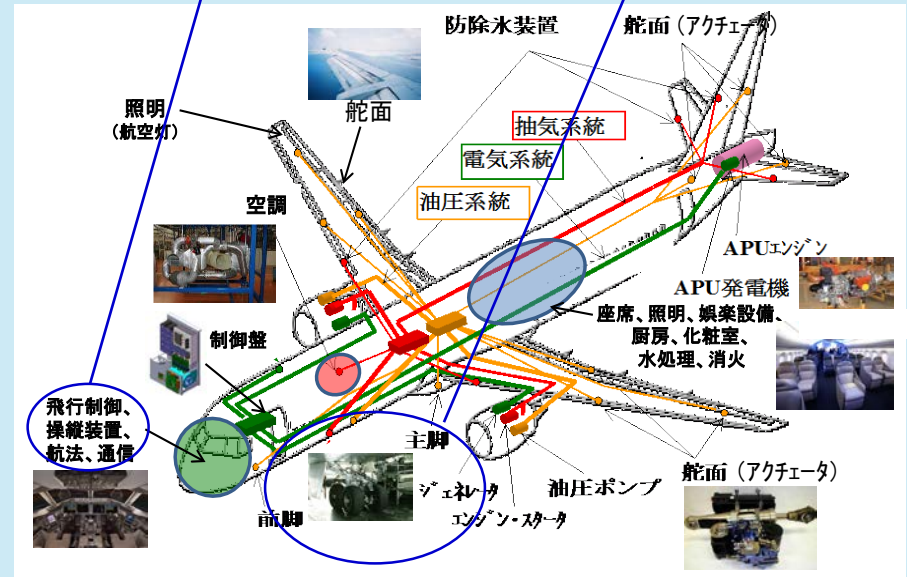 防除氷装置
舵面（アクチェータ）
照明
(航空灯)
舵面
抽気系統
電気系統
油圧系統
空調
APUエンジン
APU発電機
座席、照明、娯楽設備、
厨房、化粧室、
水処理、消火
制御盤
飛行制御、
操縦装置、
航法、通信
主脚
ジェネレータ
エンジン・スタータ
油圧ポンプ
舵面（アクチェータ）
前脚